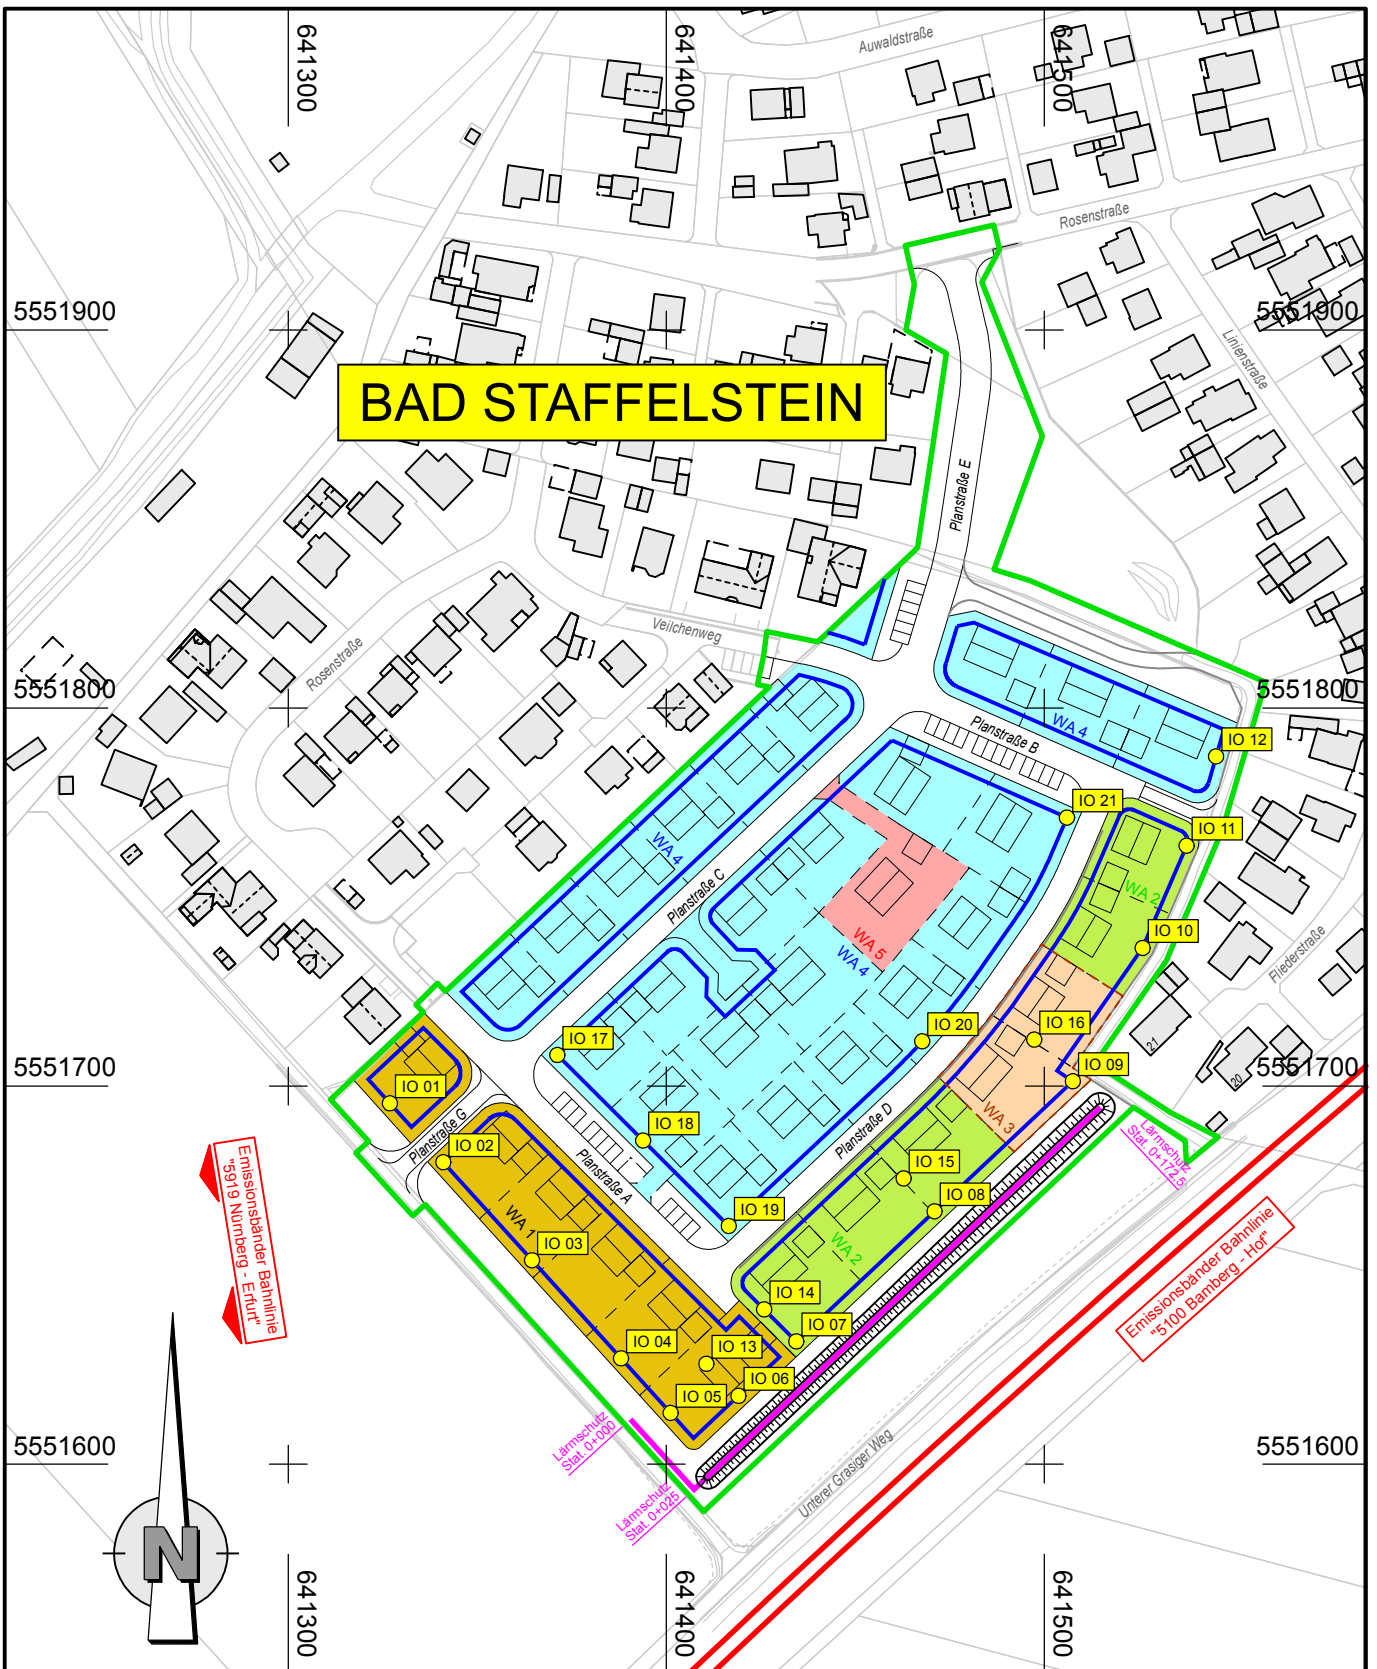 641300
641400
641500
Auwaldstraße
Rosenstraße
5551900
5551900
Linienstraße
BAD STAFFELSTEIN
Planstraße E
Veilchenweg
Rosenstraße
5551800
5551800
WA 4
Planstraße B
IO 12
IO 21
IO 11
WA 4
Planstraße C
WA 2
WA 5
WA 4
IO 10
Fliederstraße
IO 17
IO 20
IO 16
21
5551700
5551700
IO 09
20
IO 01
Planstraße G
IO 18
WA 3
Planstraße D
IO 02
Planstraße A
Lärmschutz
Stat. 0+172.5
IO 15
Emissionsbänder Bahnlinie
"5919 Nürnberg - Erfurt"
IO 08
IO 19
WA 1
IO 03
WA 2
Emissionsbänder Bahnlinie
"5100 Bamberg - Hof"
IO 14
IO 07
IO 04
IO 13
IO 06
IO 05
Lärmschutz
Stat. 0+000
5551600
5551600
Lärmschutz
Stat. 0+025
Unterer Grasiger Weg
N
641300
641400
641500